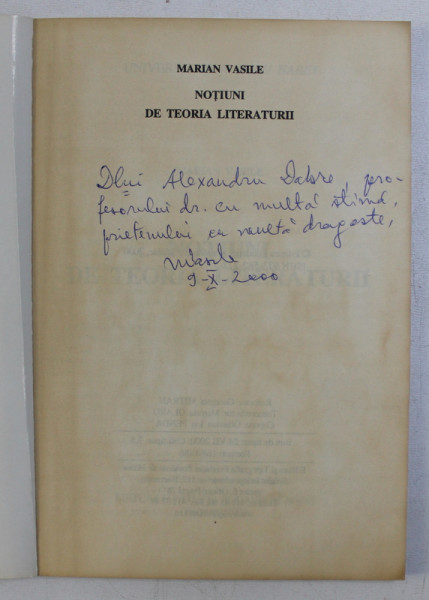 MARIAN VASILE
NOȚIUNI
DE TEORIA LITERATURII
Dlui Alexandru Dobre, pro-
fesorului dr. cu multă stimă,
prietenului cu multă dragoste,
MVasile
9-X-2000